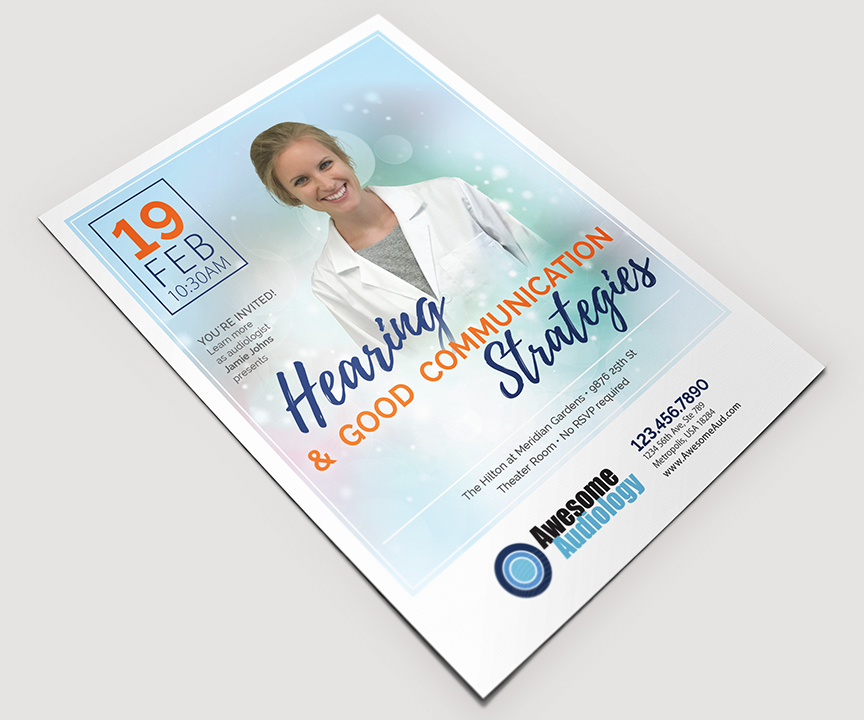 19
FEB
10:30AM
YOU'RE INVITED!
Learn more
as audiologist
Jamie Johns
presents
Hearing
& GOOD COMMUNICATION
Strategies
The Hilton at Meridian Gardens • 9876 25th St
Theater Room • No RSVP required
123.456.7890
1234 56th Ave, Ste 789
Metropolis, USA 18284
www.AwesomeAud.com
Awesome
Audiology